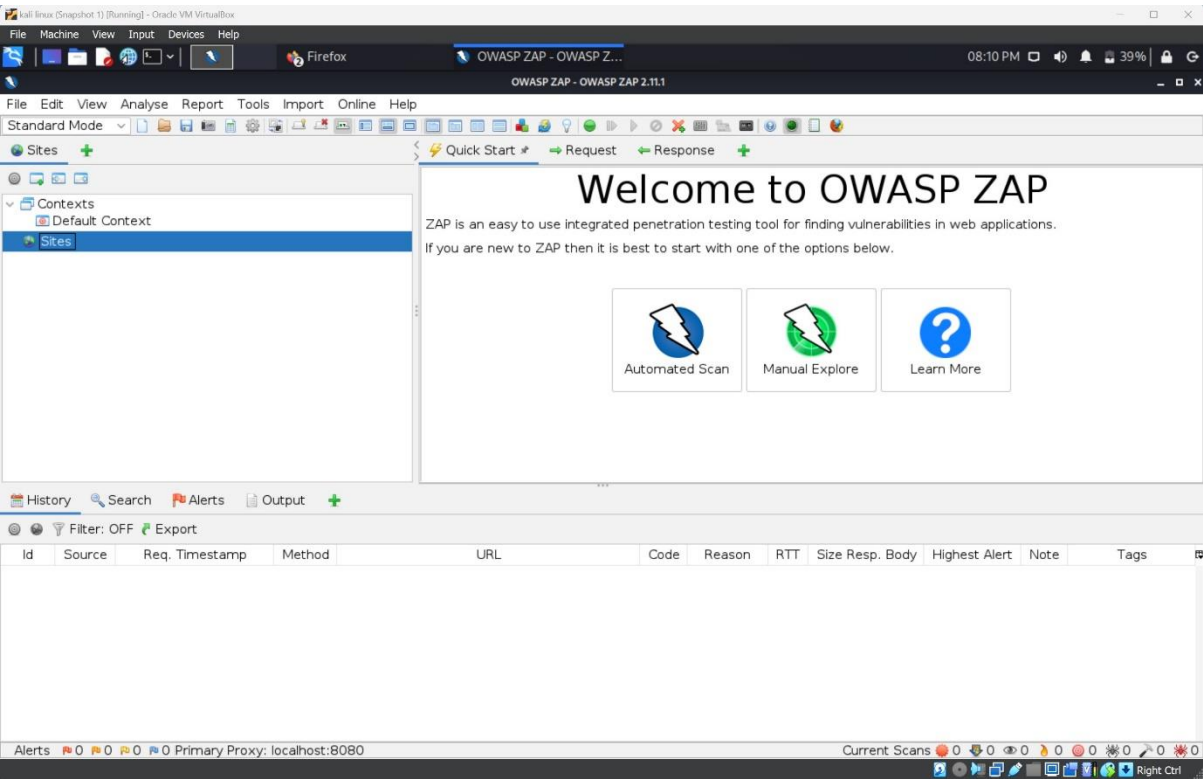 kali linux (Snapshot 1) [Running] - Oracle VM VirtualBox
File Machine View Input Devices Help
Firefox
OWASP ZAP - OWASP Z...
08:10 PM
39%
OWASP ZAP - OWASP ZAP 2.11.1
File Edit View Analyse Report Tools Import Online Help
Standard Mode
Sites
Quick Start
Request
Response
Contexts
Default Context
Sites
Welcome to OWASP ZAP
ZAP is an easy to use integrated penetration testing tool for finding vulnerabilities in web applications.
If you are new to ZAP then it is best to start with one of the options below.
Automated Scan
Manual Explore
Learn More
History
Search
Alerts
Output
Filter: OFF
Export
Id Source Req. Timestamp Method URL Code Reason RTT Size Resp. Body Highest Alert Note Tags
Alerts 0 0 0 0 Primary Proxy: localhost:8080
Current Scans 0 0 0 0 0 0 0 0
Right Ctrl